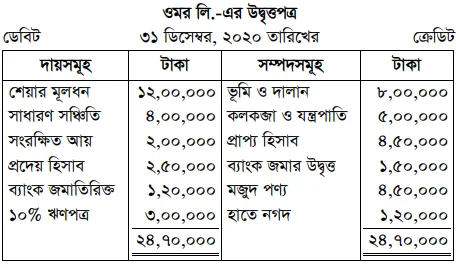 ওমর লি.-এর উদ্বৃত্তপত্র
ডেবিট ৩১ ডিসেম্বর, ২০২০ তারিখের ক্রেডিট
দায়সমূহ টাকা সম্পদসমূহ টাকা
শেয়ার মূলধন ১২,০০,০০০ ভূমি ও দালান ৮,০০,০০০
সাধারণ সঞ্চিতি ৪,০০,০০০ কলকব্জা ও যন্ত্রপাতি ৫,০০,০০০
সংরক্ষিত আয় ২,০০,০০০ প্রাপ্য হিসাব ৪,৫০,০০০
প্রদেয় হিসাব ২,৫০,০০০ ব্যাংক জমার উদ্বৃত্ত ১,৫০,০০০
ব্যাংক জমাতিরিক্ত ১,২০,০০০ মজুদ পণ্য ৪,৫০,০০০
১০% ঋণপত্র ৩,০০,০০০ হাতে নগদ ১,২০,০০০
২৪,৭০,০০০ ২৪,৭০,০০০